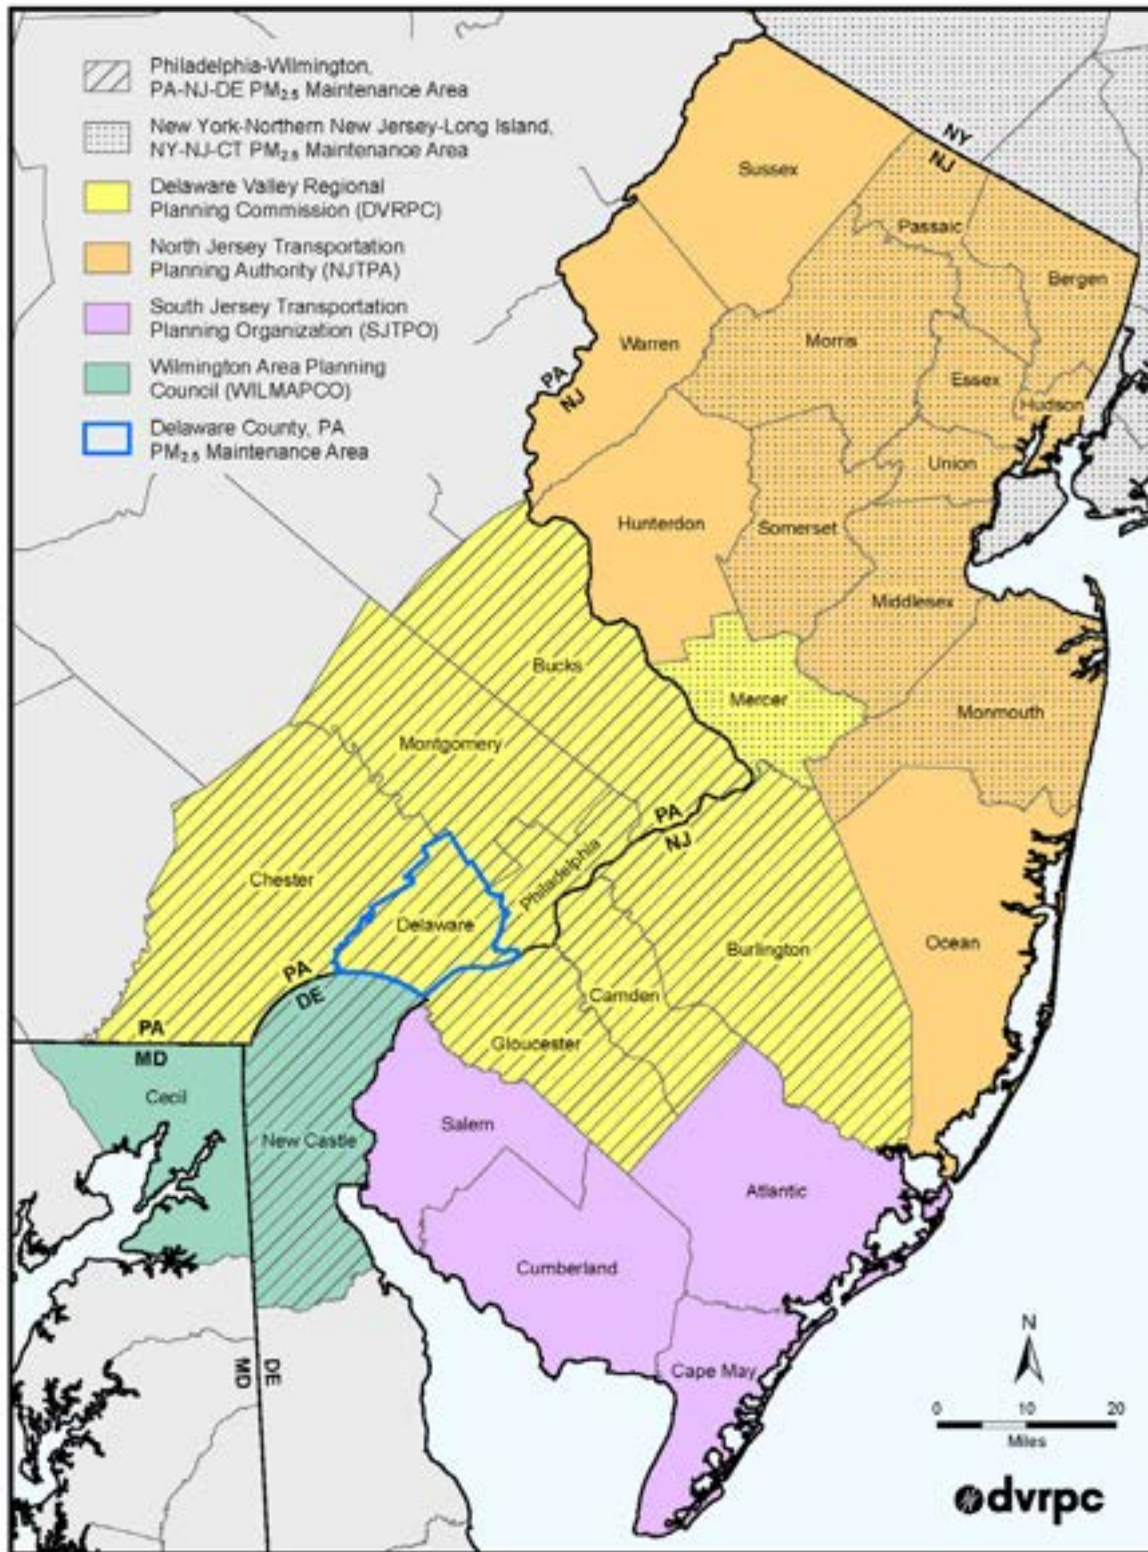 Philadelphia-Wilmington,
PA-NJ-DE PM2.5 Maintenance Area
New York-Northern New Jersey-Long Island,
NY-NJ-CT PM2.5 Maintenance Area
Delaware Valley Regional
Planning Commission (DVRPC)
North Jersey Transportation
Planning Authority (NJTPA)
South Jersey Transportation
Planning Organization (SJTPO)
Wilmington Area Planning
Council (WILMAPCO)
Delaware County, PA
PM2.5 Maintenance Area
NY
NJ
Sussex
Passaic
Bergen
Warren
Morris
PA
NJ
Essex
Hudson
Union
Hunterdon
Somerset
Middlesex
Bucks
Mercer
Monmouth
Montgomery
PA
NJ
Philadelphia
Chester
Delaware
Burlington
Ocean
PA
DE
Camden
Gloucester
PA
MD
Cecil
New Castle
Salem
Atlantic
Cumberland
Cape May
MD
DE
N
0 10 20
Miles
dvrpc